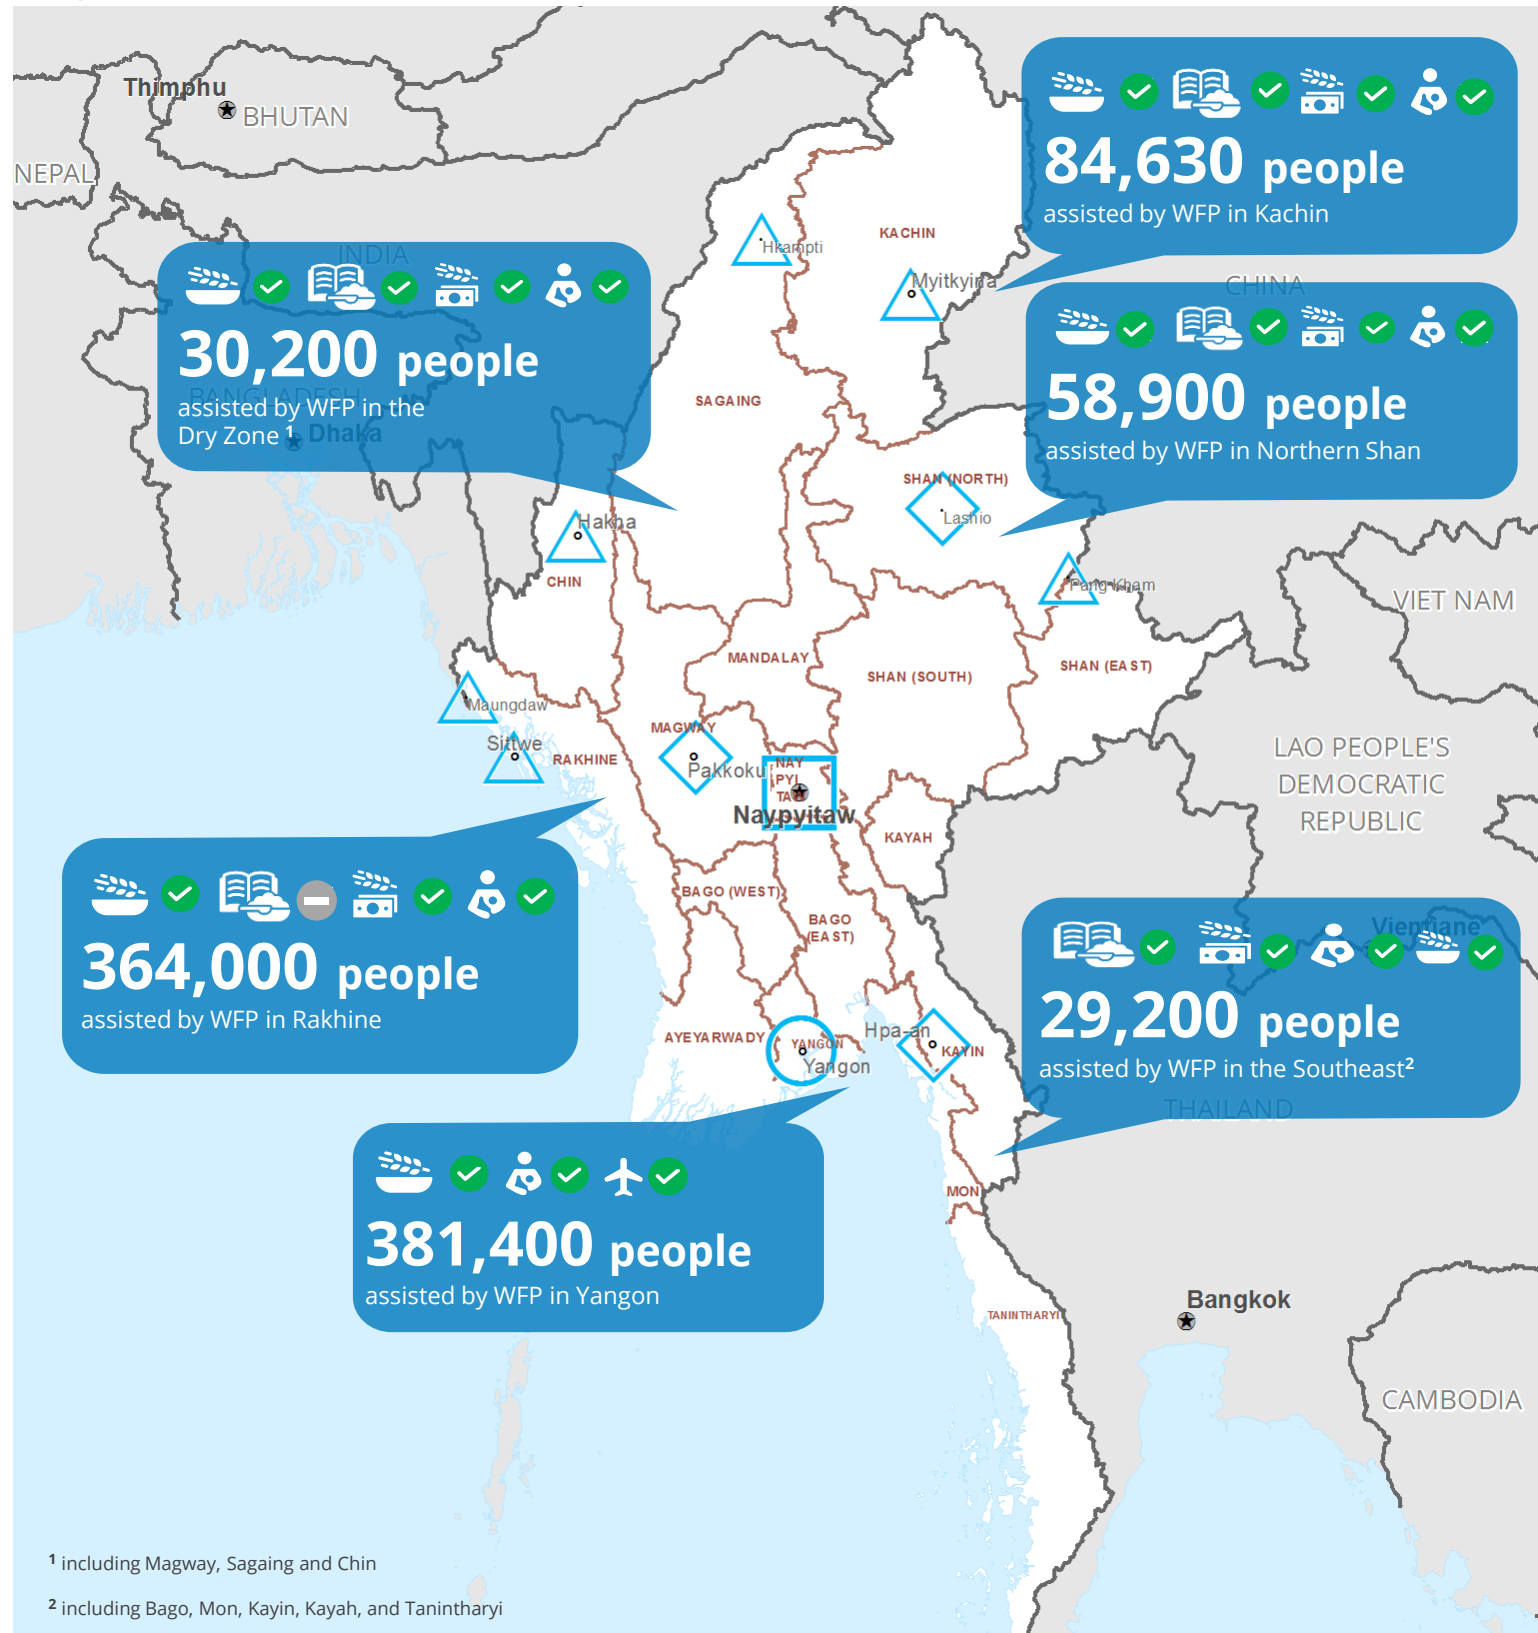 Thimphu
BHUTAN
NEPAL
84,630 people
assisted by WFP in Kachin
KACHIN
Hkampti
INDIA
Myitkyina
CHINA
30,200 people
BANGLADESH
assisted by WFP in the
Dry Zone 1
Dhaka
58,900 people
assisted by WFP in Northern Shan
SAGAING
SHAN (NORTH)
Lashio
Hakha
CHIN
Pang Kham
VIET NAM
MANDALAY
SHAN (SOUTH)
SHAN (EAST)
Maungdaw
MAGWAY
Sittwe
RAKHINE
Pakkoku
NAY
PYI
TAW
Naypyitaw
LAO PEOPLE'S
DEMOCRATIC
REPUBLIC
KAYAH
364,000 people
assisted by WFP in Rakhine
BAGO (WEST)
BAGO
(EAST)
Vientiane
29,200 people
assisted by WFP in the Southeast2
THAILAND
AYEYARWADY
YANGON
Yangon
Hpa-an
KAYIN
381,400 people
assisted by WFP in Yangon
MON
TANINTHARYI
Bangkok
CAMBODIA
1 including Magway, Sagaing and Chin
2 including Bago, Mon, Kayin, Kayah, and Tanintharyi